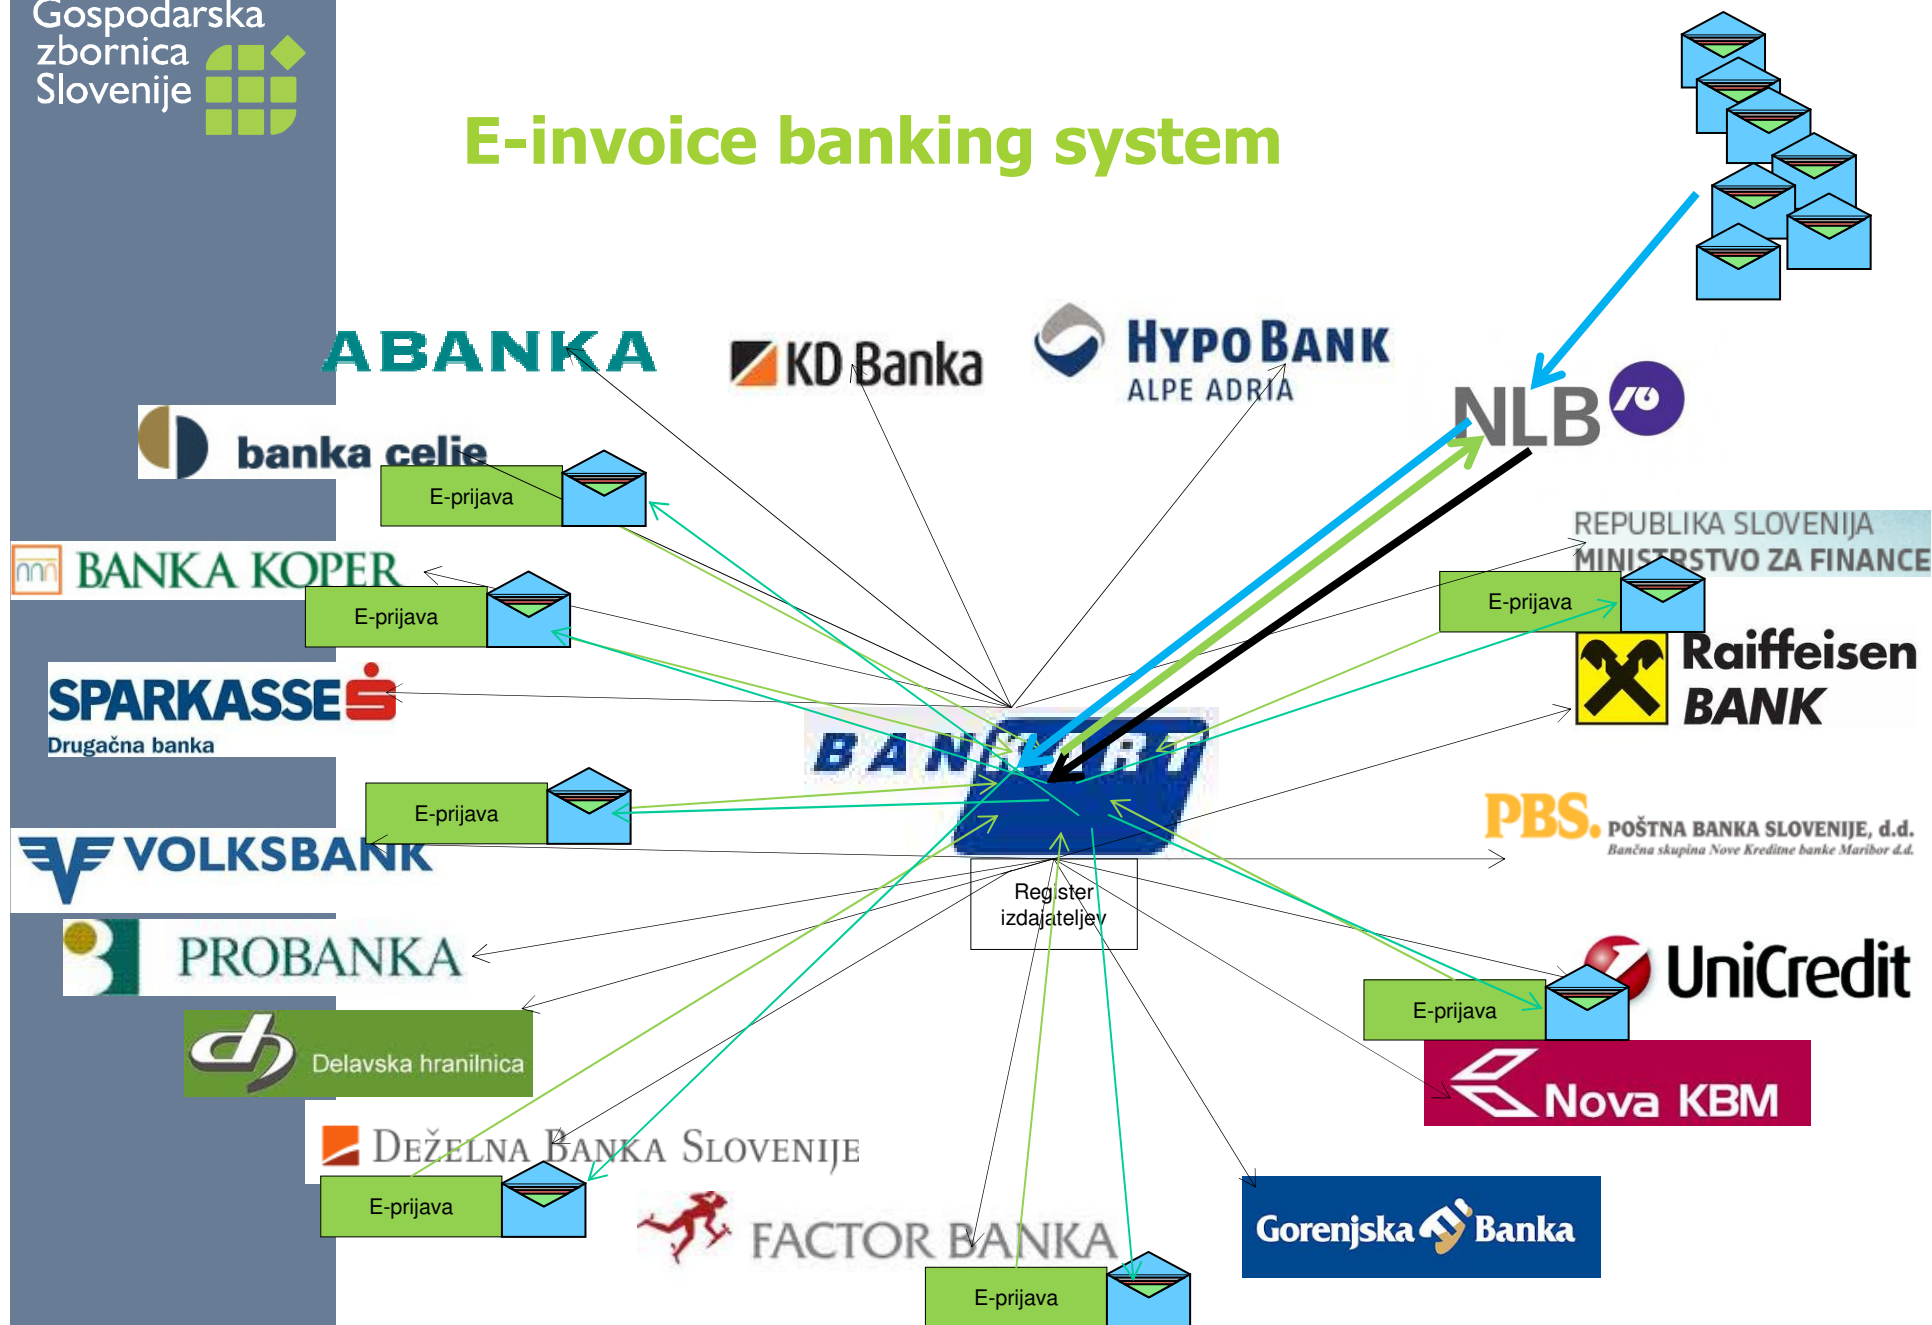 Gospodarska
zbornica
Slovenije
E-invoice banking system
ABANKA
KD Banka
HYPO BANK
ALPE ADRIA
NLB
banka celje
E-prijava
REPUBLIKA SLOVENIJA
MINISTRSTVO ZA FINANCE
BANKA KOPER
E-prijava
E-prijava
Raiffeisen
BANK
SPARKASSE
Drugačna banka
BANKART
E-prijava
PBS.
POŠTNA BANKA SLOVENIJE, d.d.
Bančna skupina Nove Kreditne banke Maribor d.d.
VOLKSBANK
Register
izdajateljev
PROBANKA
UniCredit
E-prijava
Delavska hranilnica
Nova KBM
DEŽELNA BANKA SLOVENIJE
E-prijava
FACTOR BANKA
Gorenjska Banka
E-prijava